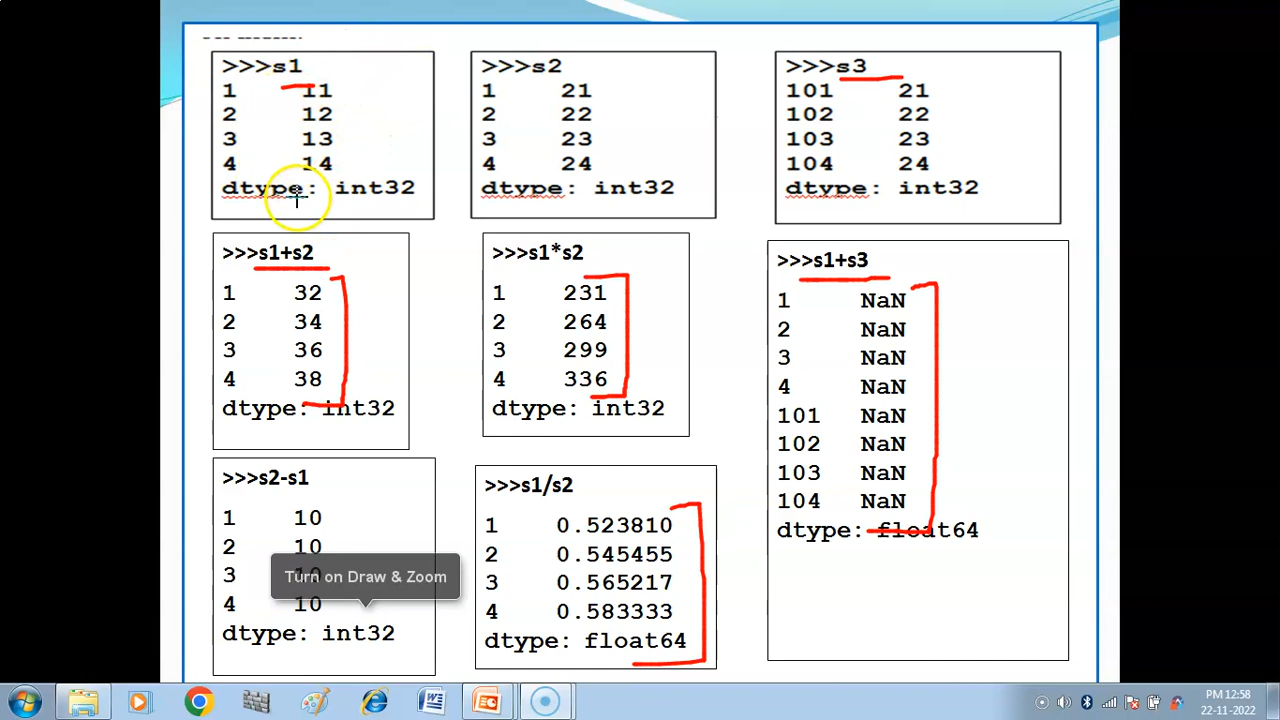 >>>s1
1 11
2 12
3 13
4 14
dtype: int32
>>>s2
1 21
2 22
3 23
4 24
dtype: int32
>>>s3
101 21
102 22
103 23
104 24
dtype: int32
>>>s1+s2
1 32
2 34
3 36
4 38
dtype: int32
>>>s1*s2
1 231
2 264
3 299
4 336
dtype: int32
>>>s1+s3
1 NaN
2 NaN
3 NaN
4 NaN
101 NaN
102 NaN
103 NaN
104 NaN
dtype: float64
>>>s2-s1
1 10
2 10
3 10
4 10
dtype: int32
Turn on Draw & Zoom
>>>s1/s2
1 0.523810
2 0.545455
3 0.565217
4 0.583333
dtype: float64
PM 12:58
22-11-2022